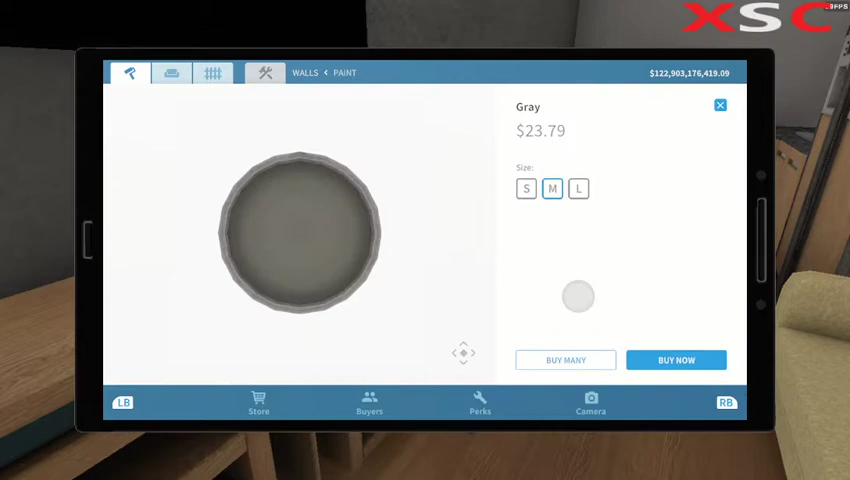 XSC
WALLS < PAINT
$122,903,176,419.09
Gray
$23.79
Size:
S M L
BUY MANY
BUY NOW
LB
Store
Buyers
Perks
Camera
RB